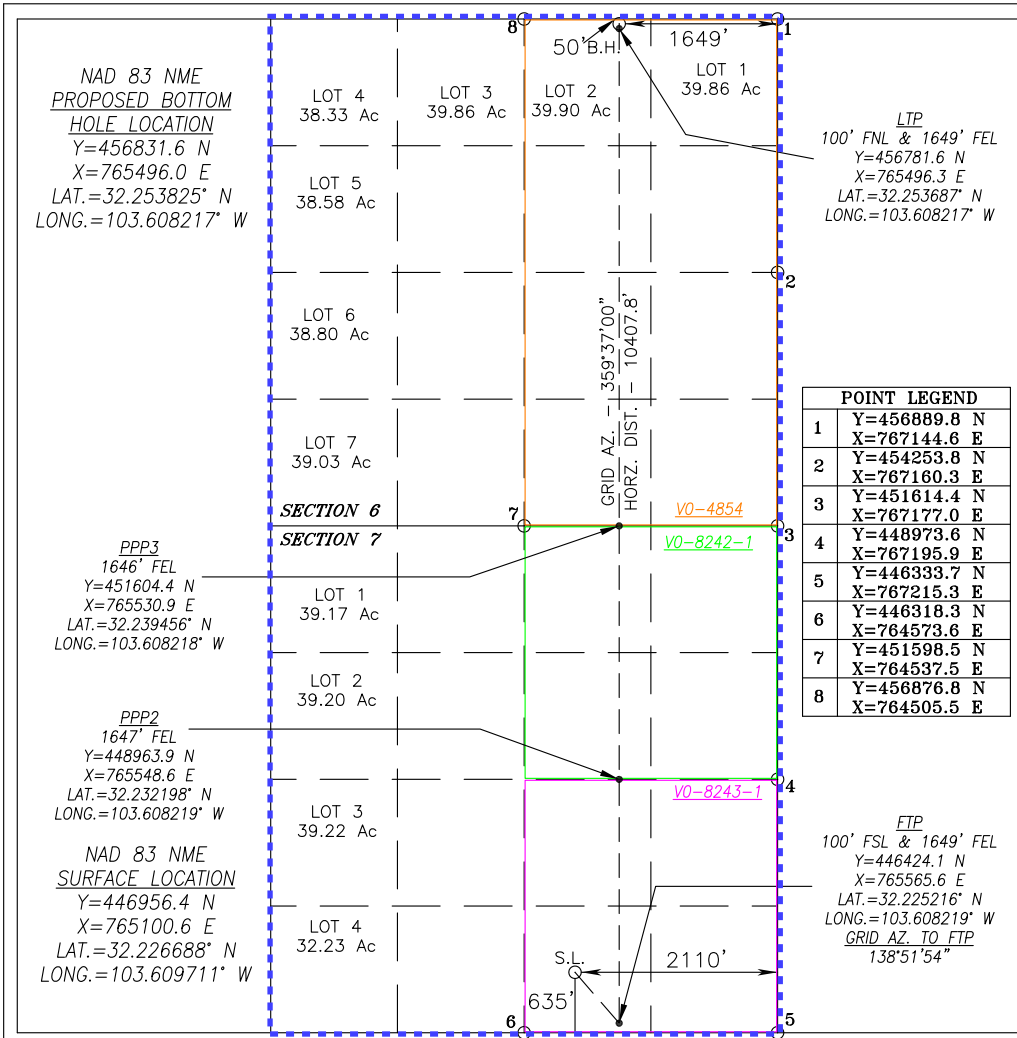 NAD 83 NME
PROPOSED BOTTOM
HOLE LOCATION
Y=456831.6 N
X=765496.0 E
LAT.=32.253825° N
LONG.=103.608217° W
8
50' B.H.
1649'
1
LOT 4
38.33 Ac
LOT 3
39.86 Ac
LOT 2
39.90 Ac
LOT 1
39.86 Ac
LTP
100' FNL & 1649' FEL
Y=456781.6 N
X=765496.3 E
LAT.=32.253687° N
LONG.=103.608217° W
LOT 5
38.58 Ac
2
LOT 6
38.80 Ac
GRID AZ. - 359°37'00"
HORZ. DIST. - 10407.8'
LOT 7
39.03 Ac
SECTION 6
SECTION 7
7
VO-4854
VO-8242-1
3
POINT LEGEND
1 Y=456889.8 N
X=767144.6 E
2 Y=454253.8 N
X=767160.3 E
3 Y=451614.4 N
X=767177.0 E
4 Y=448973.6 N
X=767195.9 E
5 Y=446333.7 N
X=767215.3 E
6 Y=446318.3 N
X=764573.6 E
7 Y=451598.5 N
X=764537.5 E
8 Y=456876.8 N
X=764505.5 E
PPP3
1646' FEL
Y=451604.4 N
X=765530.9 E
LAT.=32.239456° N
LONG.=103.608218° W
LOT 1
39.17 Ac
LOT 2
39.20 Ac
PPP2
1647' FEL
Y=448963.9 N
X=765548.6 E
LAT.=32.232198° N
LONG.=103.608219° W
VO-8243-1
4
LOT 3
39.22 Ac
NAD 83 NME
SURFACE LOCATION
Y=446956.4 N
X=765100.6 E
LAT.=32.226688° N
LONG.=103.609711° W
LOT 4
32.23 Ac
FTP
100' FSL & 1649' FEL
Y=446424.1 N
X=765565.6 E
LAT.=32.225216° N
LONG.=103.608219° W
GRID AZ. TO FTP
138°51'54"
S.L.
2110'
635'
6
5